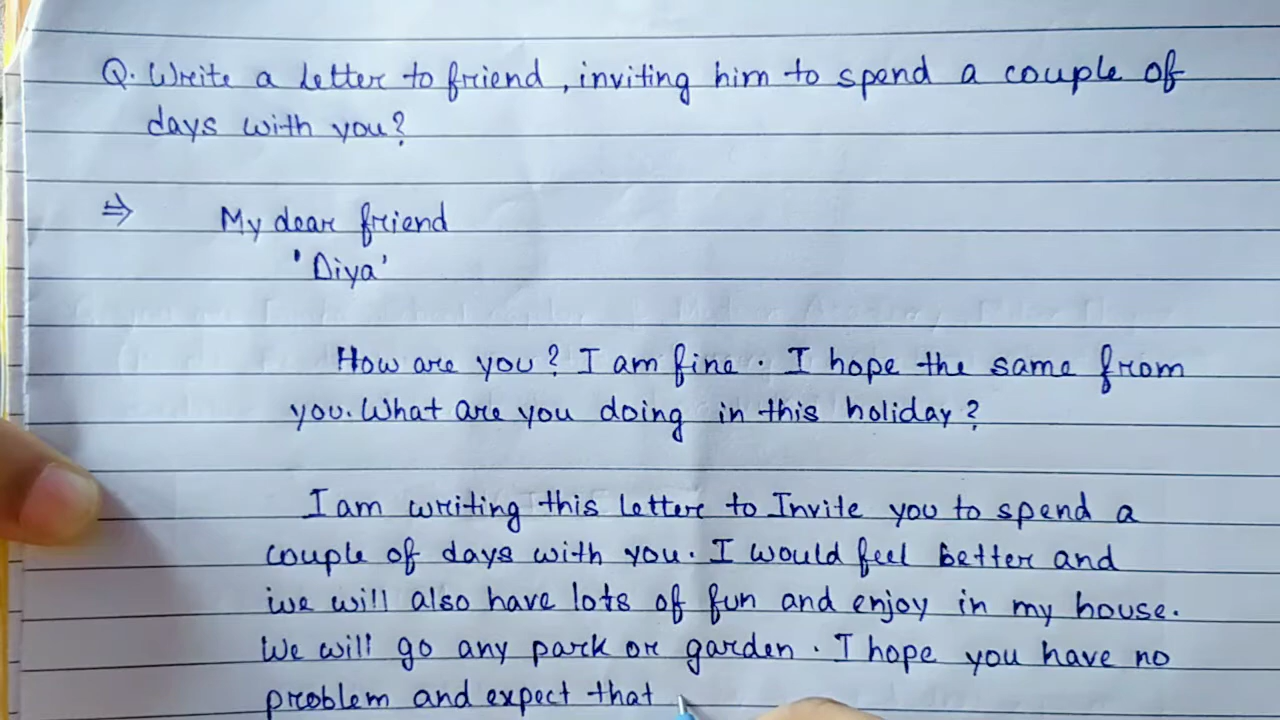 Q. Write a letter to friend, inviting him to spend a couple of
days with you?
⇒ My dear friend
'Diya'
How are you? I am fine. I hope the same from
you. What are you doing in this holiday?
I am writing this letter to Invite you to spend a
couple of days with you. I would feel better and
we will also have lots of fun and enjoy in my house.
We will go any park or garden. I hope you have no
problem and expect that